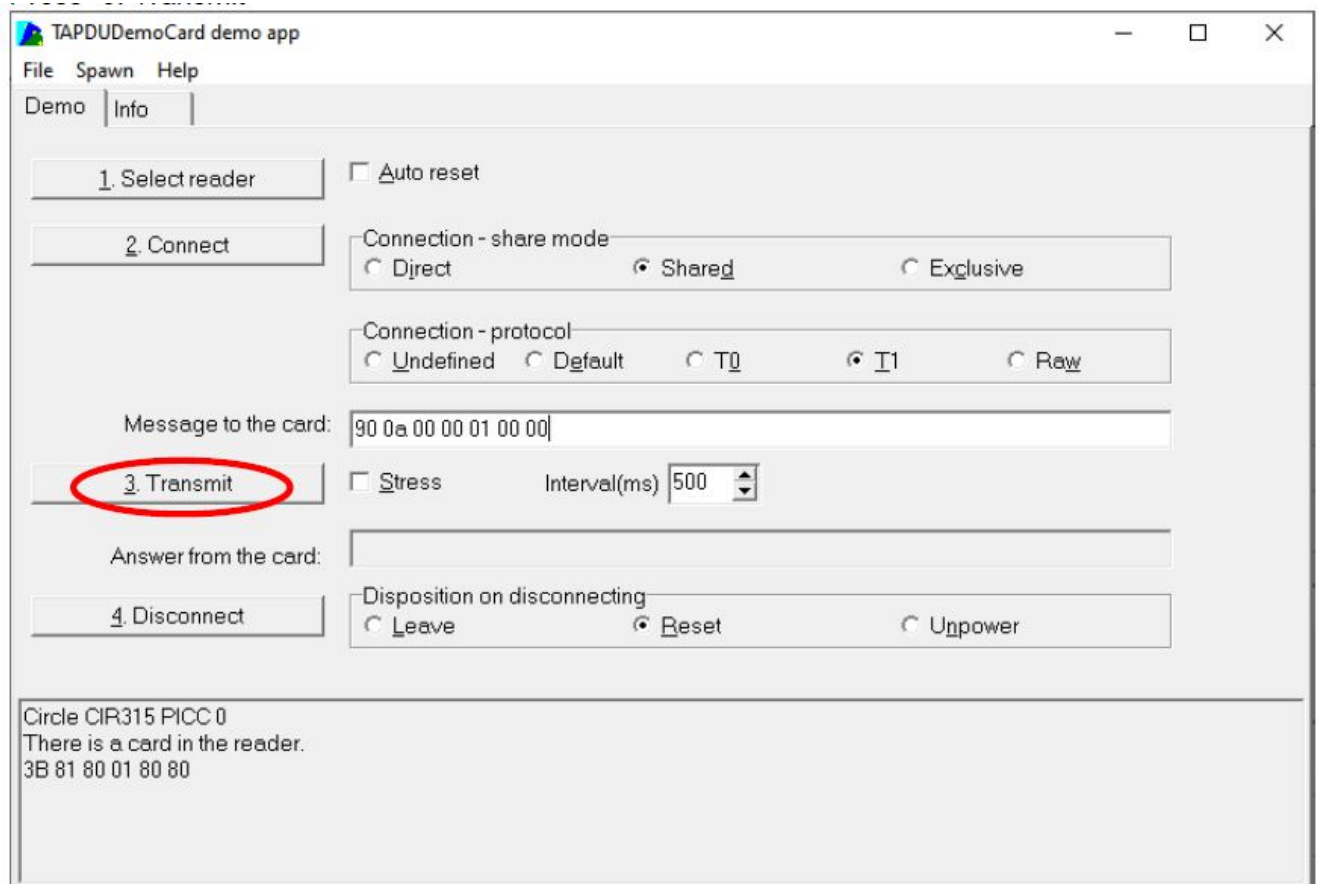 TAPDUDemoCard demo app
File Spawn Help
Demo Info
1. Select reader Auto reset
2. Connect
Connection - share mode
Direct Shared Exclusive
Connection - protocol
Undefined Default T0 T1 Raw
Message to the card: 90 0a 00 00 01 00 00
3. Transmit Stress Interval(ms) 500
Answer from the card:
4. Disconnect
Disposition on disconnecting
Leave Reset Unpower
Circle CIR315 PICC 0
There is a card in the reader.
3B 81 80 01 80 80